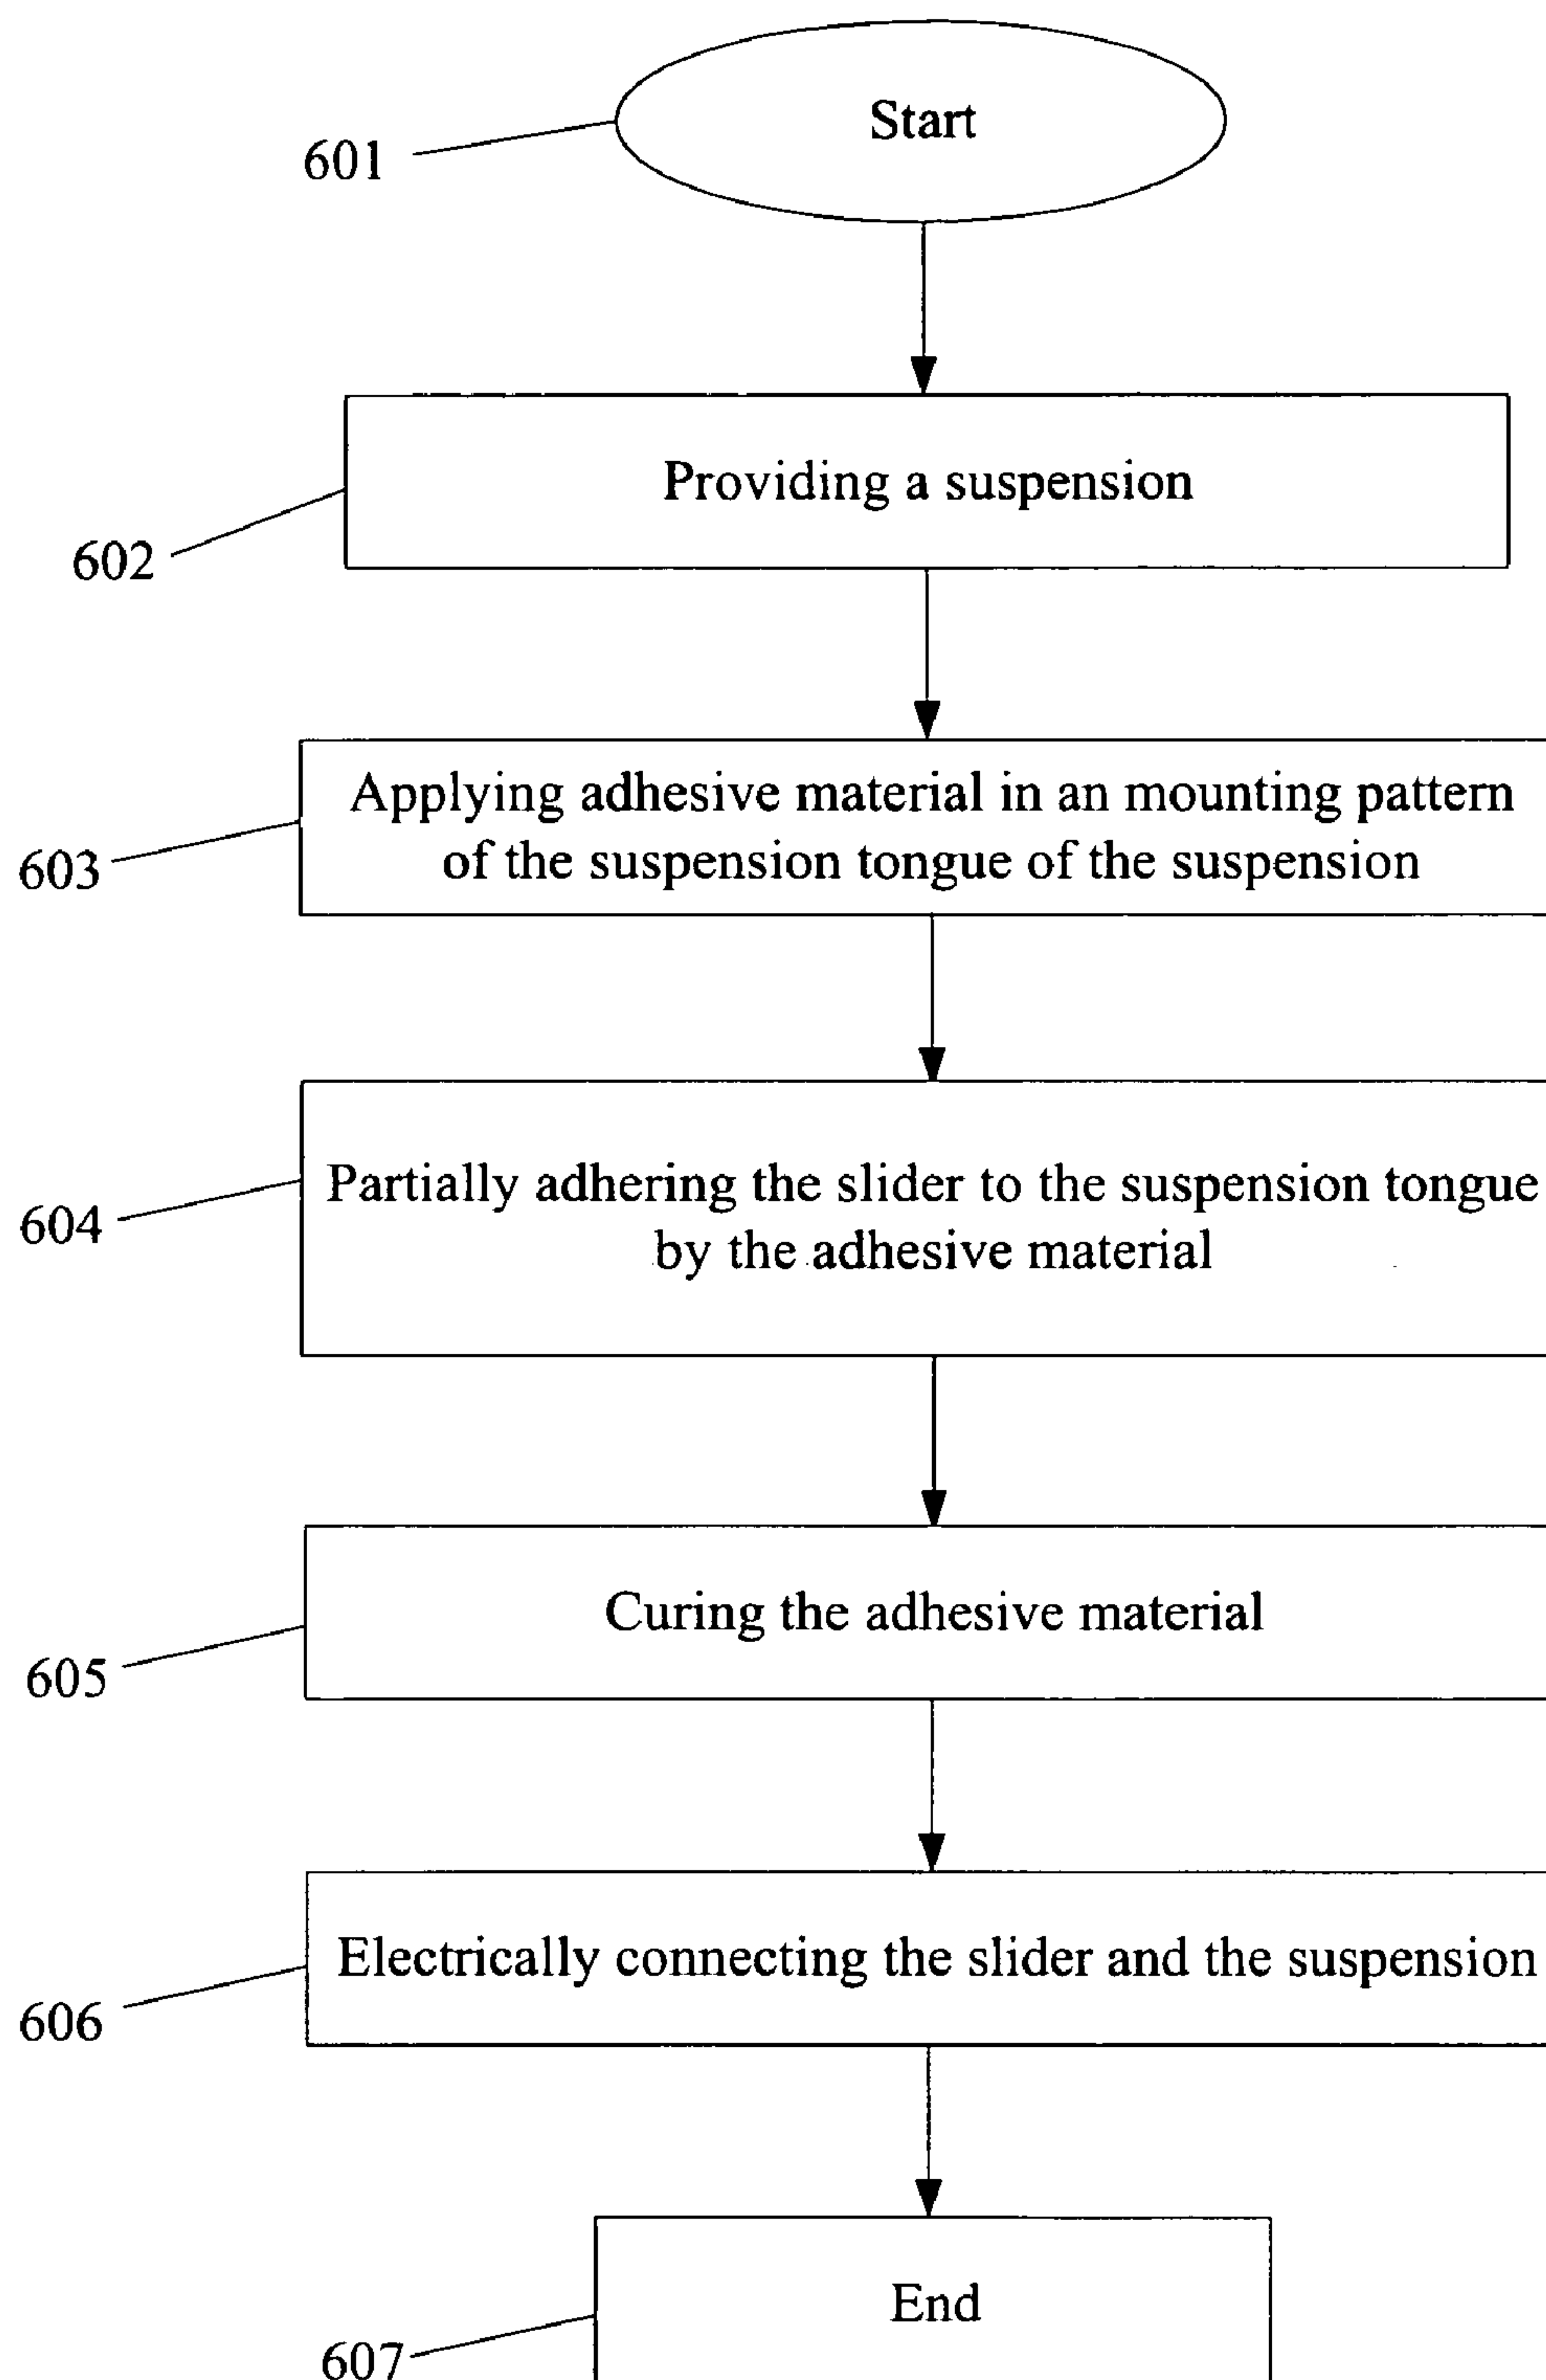 Start
601
Providing a suspension
602
Applying adhesive material in an mounting pattern
of the suspension tongue of the suspension
603
Partially adhering the slider to the suspension tongue
by the adhesive material
604
Curing the adhesive material
605
Electrically connecting the slider and the suspension
606
End
607